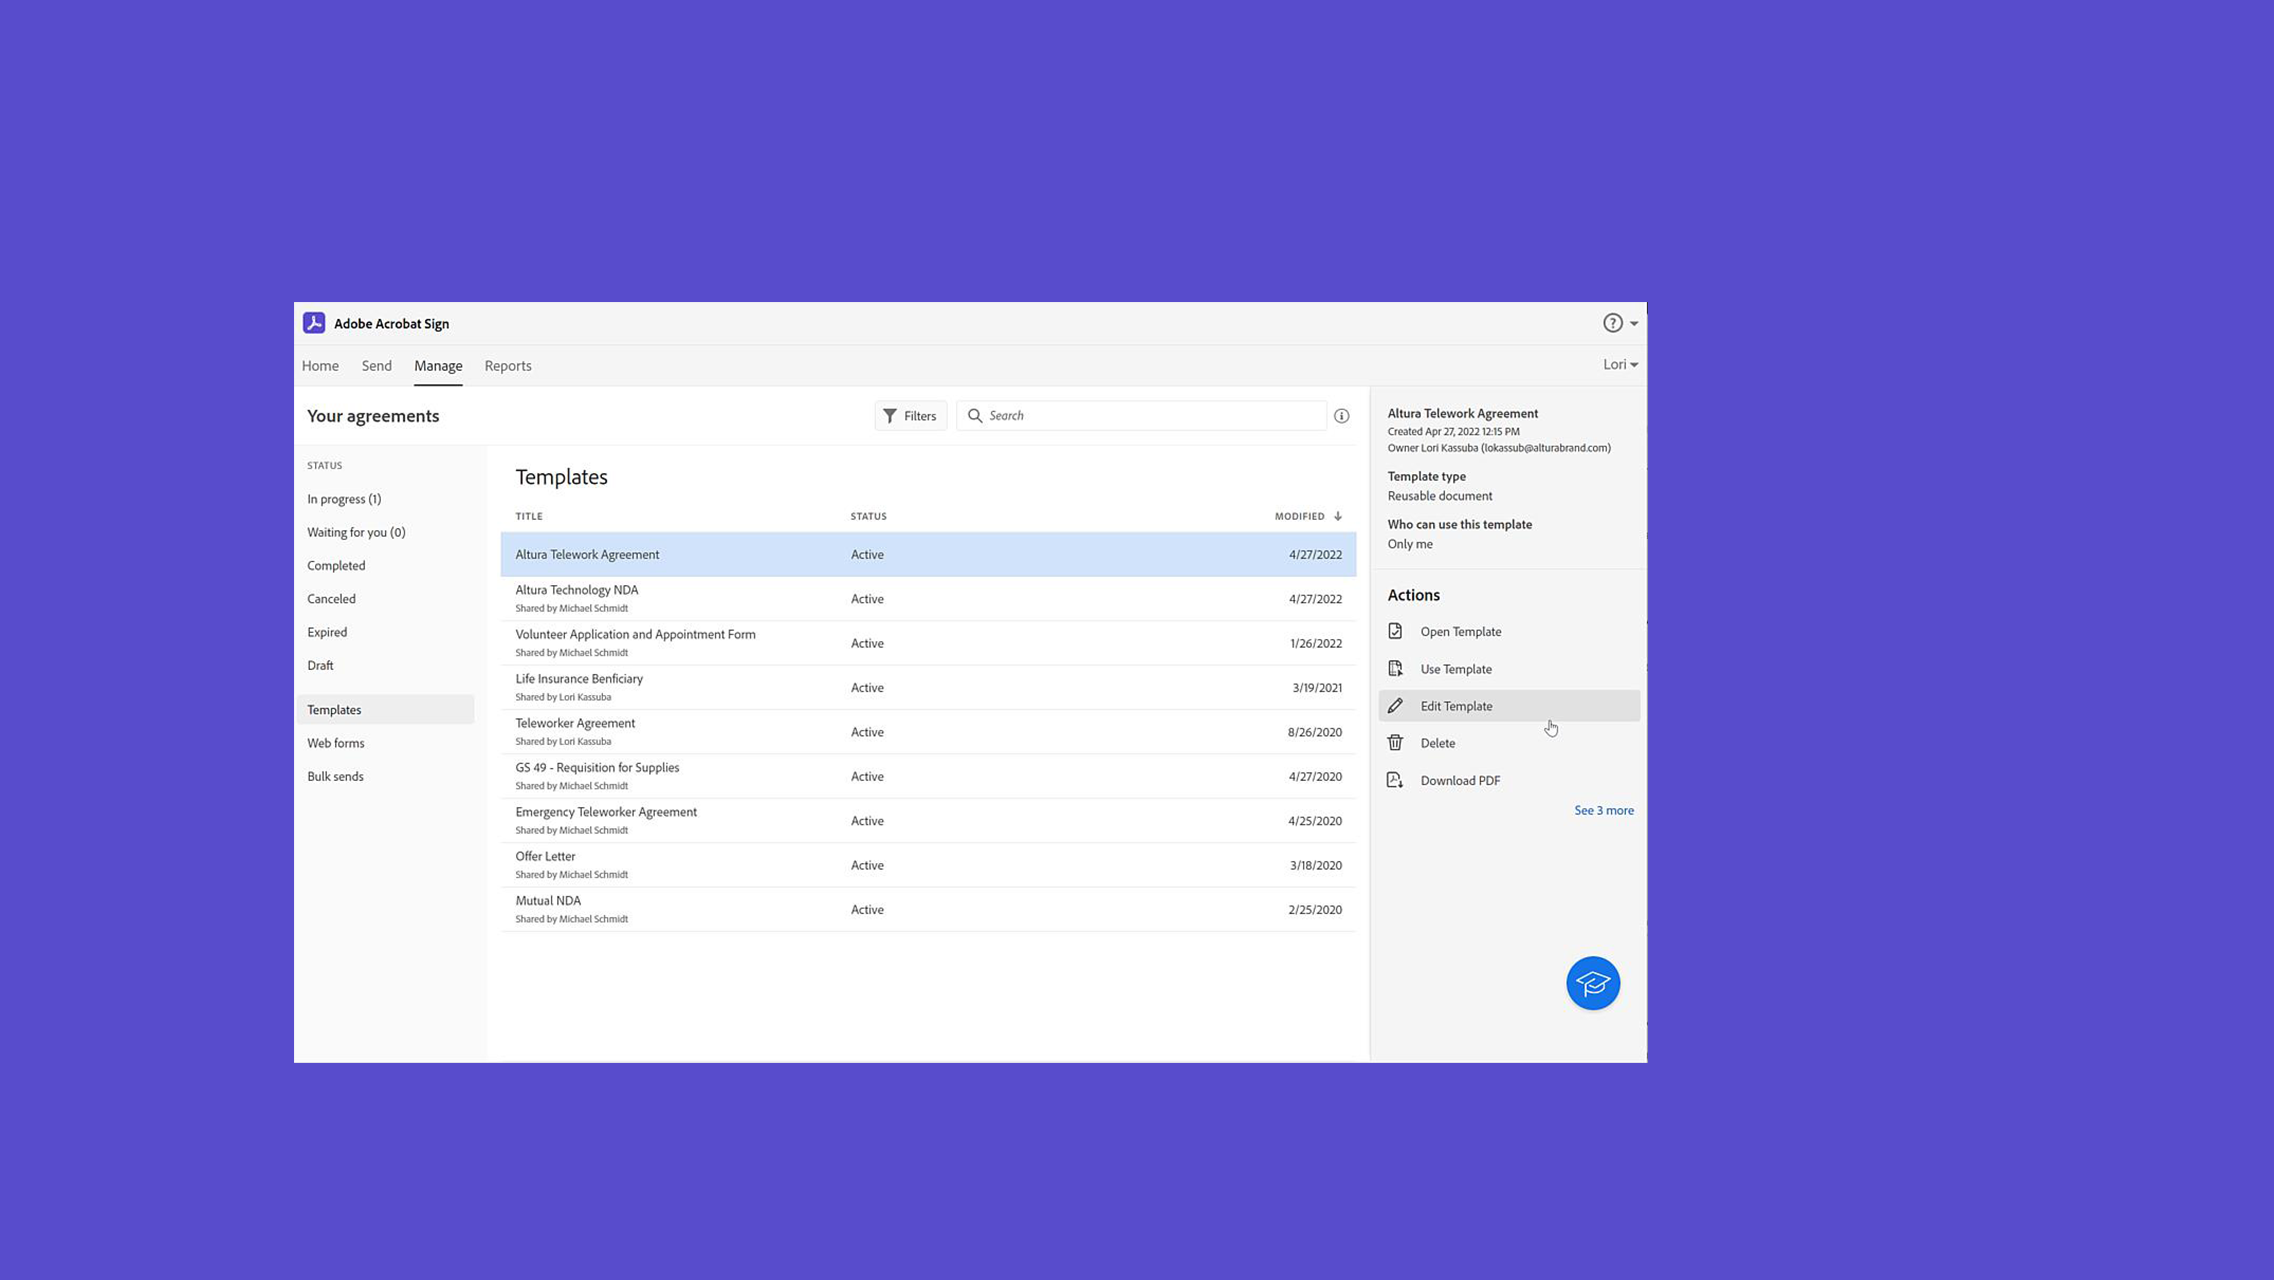 Adobe Acrobat Sign
Home
Send
Manage
Reports
Lori
Your agreements
Filters
Search
STATUS
In progress (1)
Waiting for you (0)
Completed
Canceled
Expired
Draft
Templates
Web forms
Bulk sends
Templates
TITLE STATUS MODIFIED
Altura Telework Agreement Active 4/27/2022
Altura Technology NDA
Shared by Michael Schmidt
Active 4/27/2022
Volunteer Application and Appointment Form
Shared by Michael Schmidt
Active 1/26/2022
Life Insurance Benficiary
Shared by Lori Kassuba
Active 3/19/2021
Teleworker Agreement
Shared by Lori Kassuba
Active 8/26/2020
GS 49 - Requisition for Supplies
Shared by Michael Schmidt
Active 4/27/2020
Emergency Teleworker Agreement
Shared by Michael Schmidt
Active 4/25/2020
Offer Letter
Shared by Michael Schmidt
Active 3/18/2020
Mutual NDA
Shared by Michael Schmidt
Active 2/25/2020
Altura Telework Agreement
Created Apr 27, 2022 12:15 PM
Owner Lori Kassuba (lokassub@alturabrand.com)
Template type
Reusable document
Who can use this template
Only me
Actions
Open Template
Use Template
Edit Template
Delete
Download PDF
See 3 more